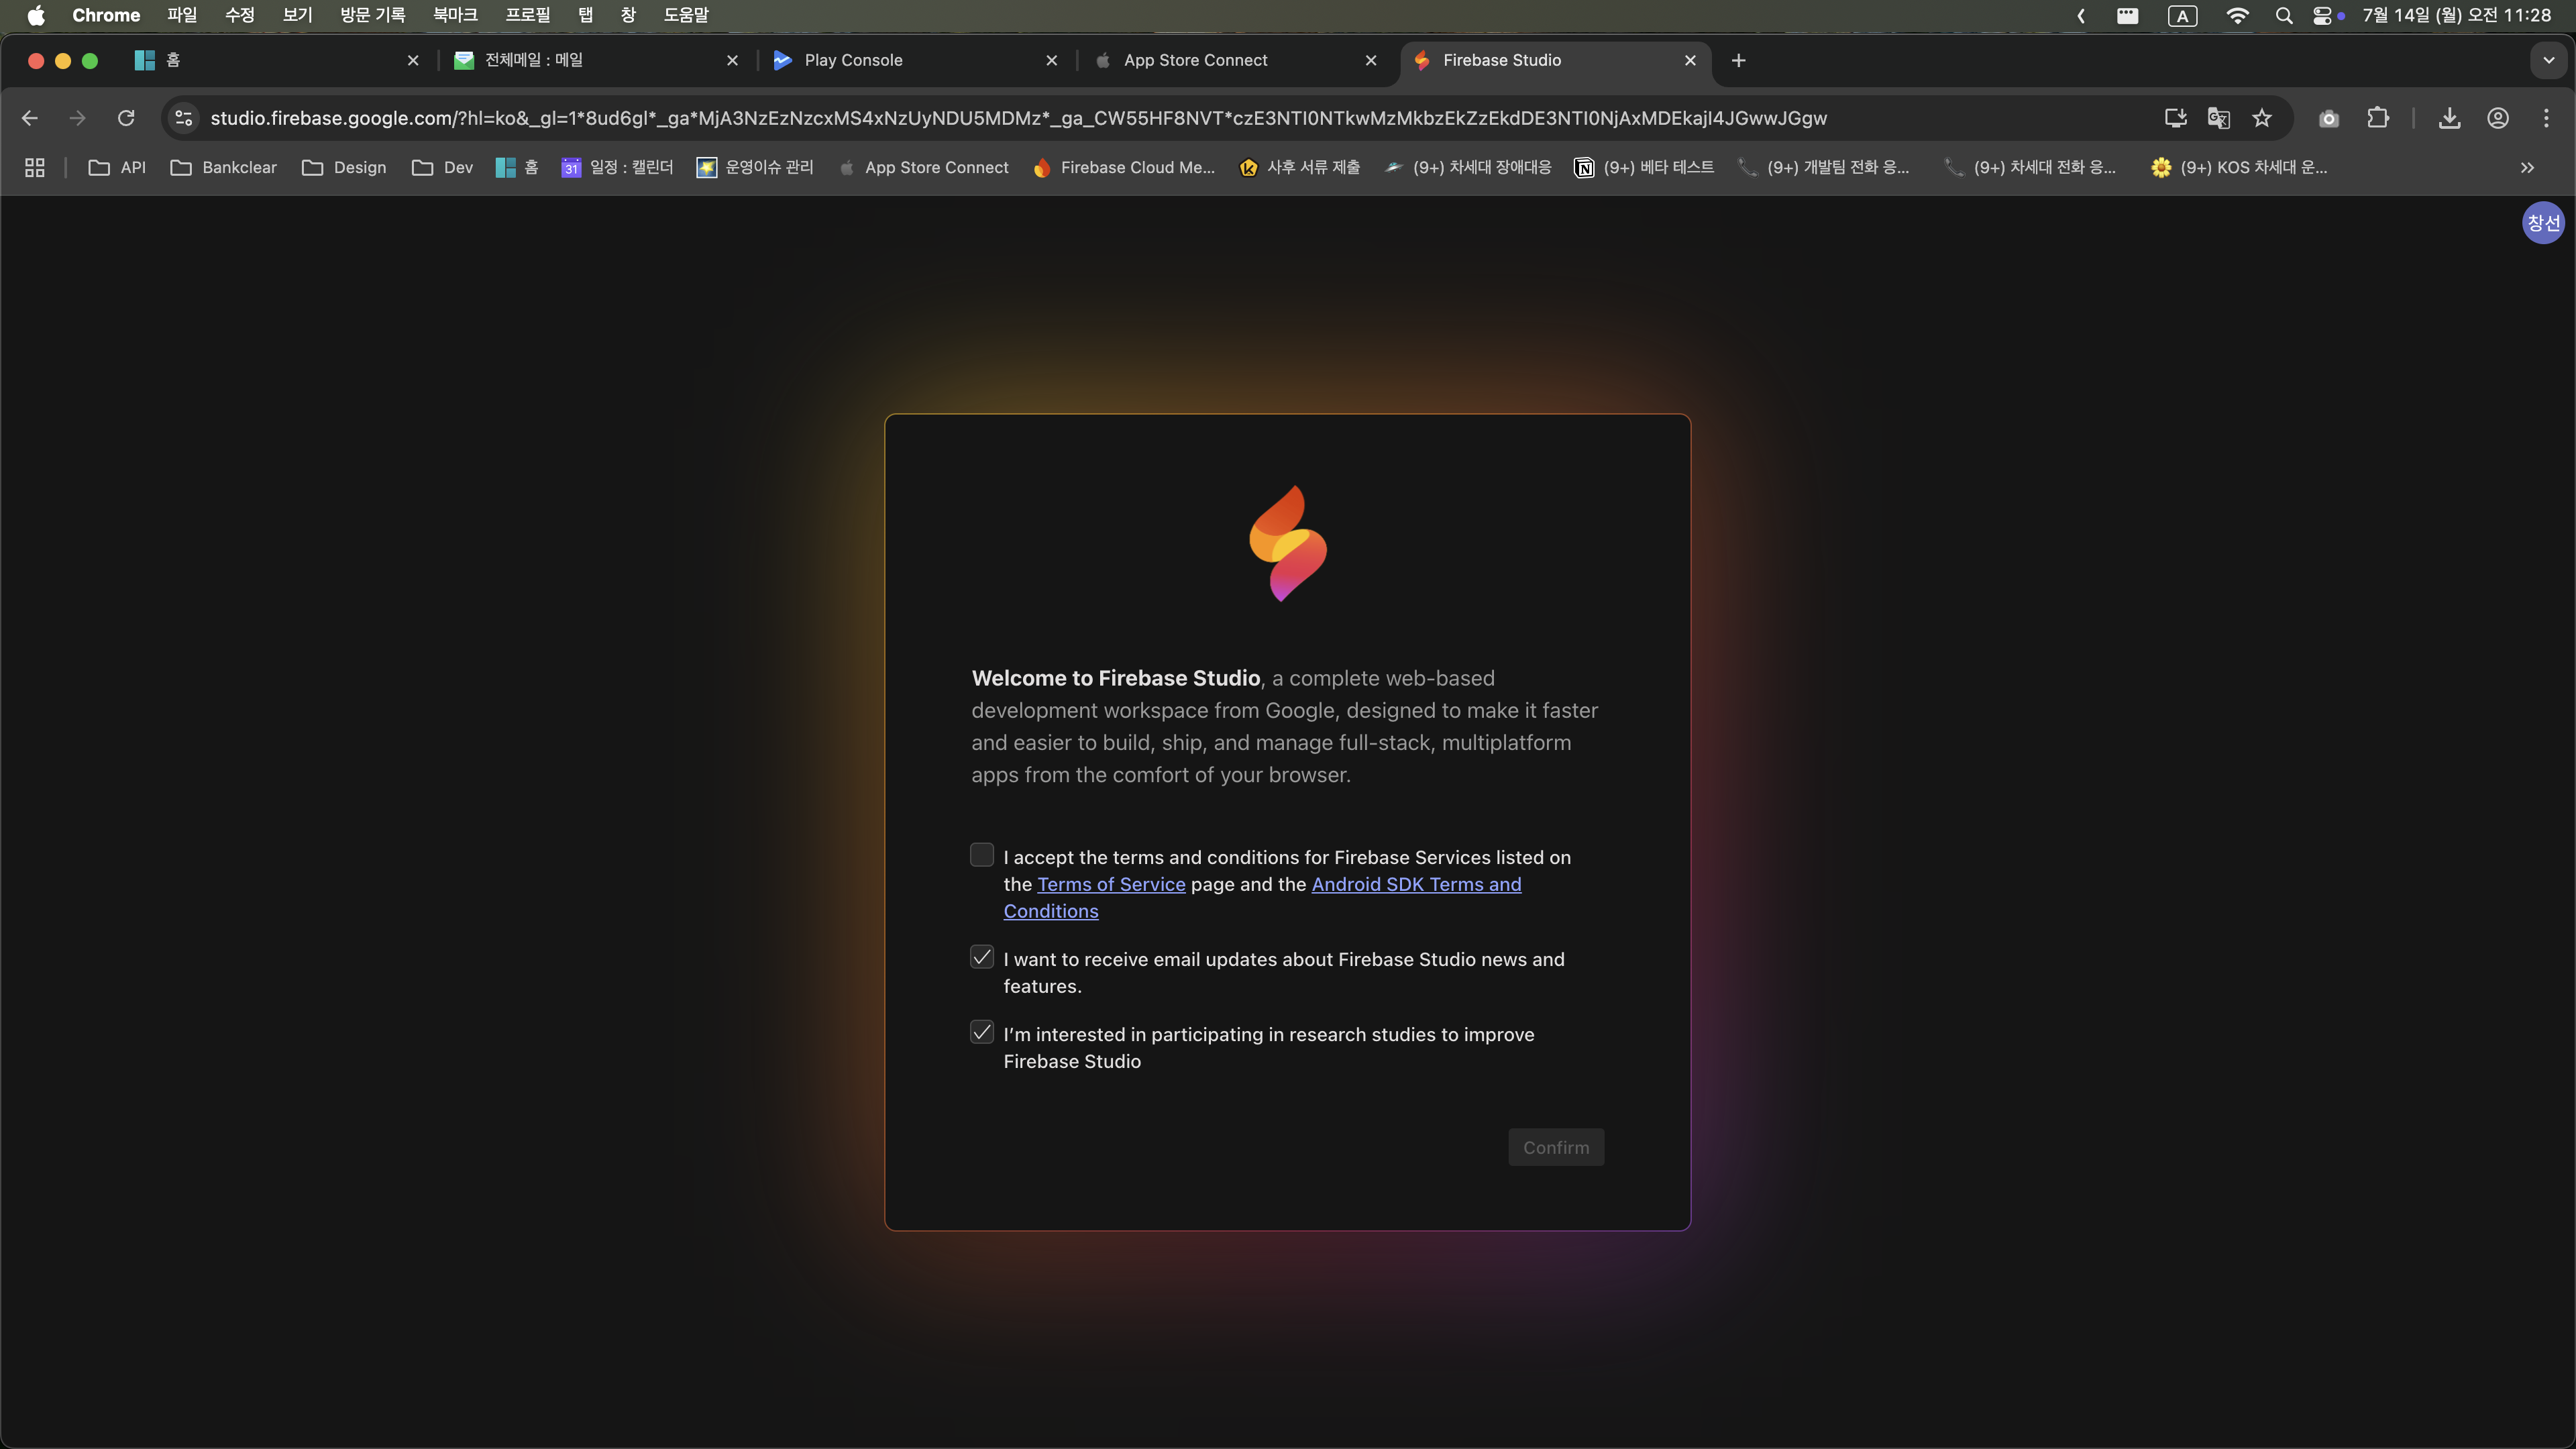 Chrome 파일 수정 보기 방문 기록 북마크 프로필 탭 창 도움말 A 7월 14일 (월) 오전 11:28
홈 전체메일 : 메일 Play Console App Store Connect Firebase Studio
studio.firebase.google.com/?hl=ko&_gl=1*8ud6gl*_ga*MjA3NzEzNzcxMS4xNzUyNDU5MDMz*_ga_CW55HF8NVT*czE3NTI0NTkwMzMkbzEkZzEkdDE3NTI0NjAxMDEkajI4JGwwJGgw
API Bankclear Design Dev 홈 31 일정 : 캘린더 운영이슈 관리 App Store Connect Firebase Cloud Me... 사후 서류 제출 (9+) 차세대 장애대응 (9+) 베타 테스트 (9+) 개발팀 전화 응... (9+) 차세대 전화 응... (9+) KOS 차세대 운...
창선
Welcome to Firebase Studio, a complete web-based
development workspace from Google, designed to make it faster
and easier to build, ship, and manage full-stack, multiplatform
apps from the comfort of your browser.
I accept the terms and conditions for Firebase Services listed on
the Terms of Service page and the Android SDK Terms and
Conditions
I want to receive email updates about Firebase Studio news and
features.
I’m interested in participating in research studies to improve
Firebase Studio
Confirm